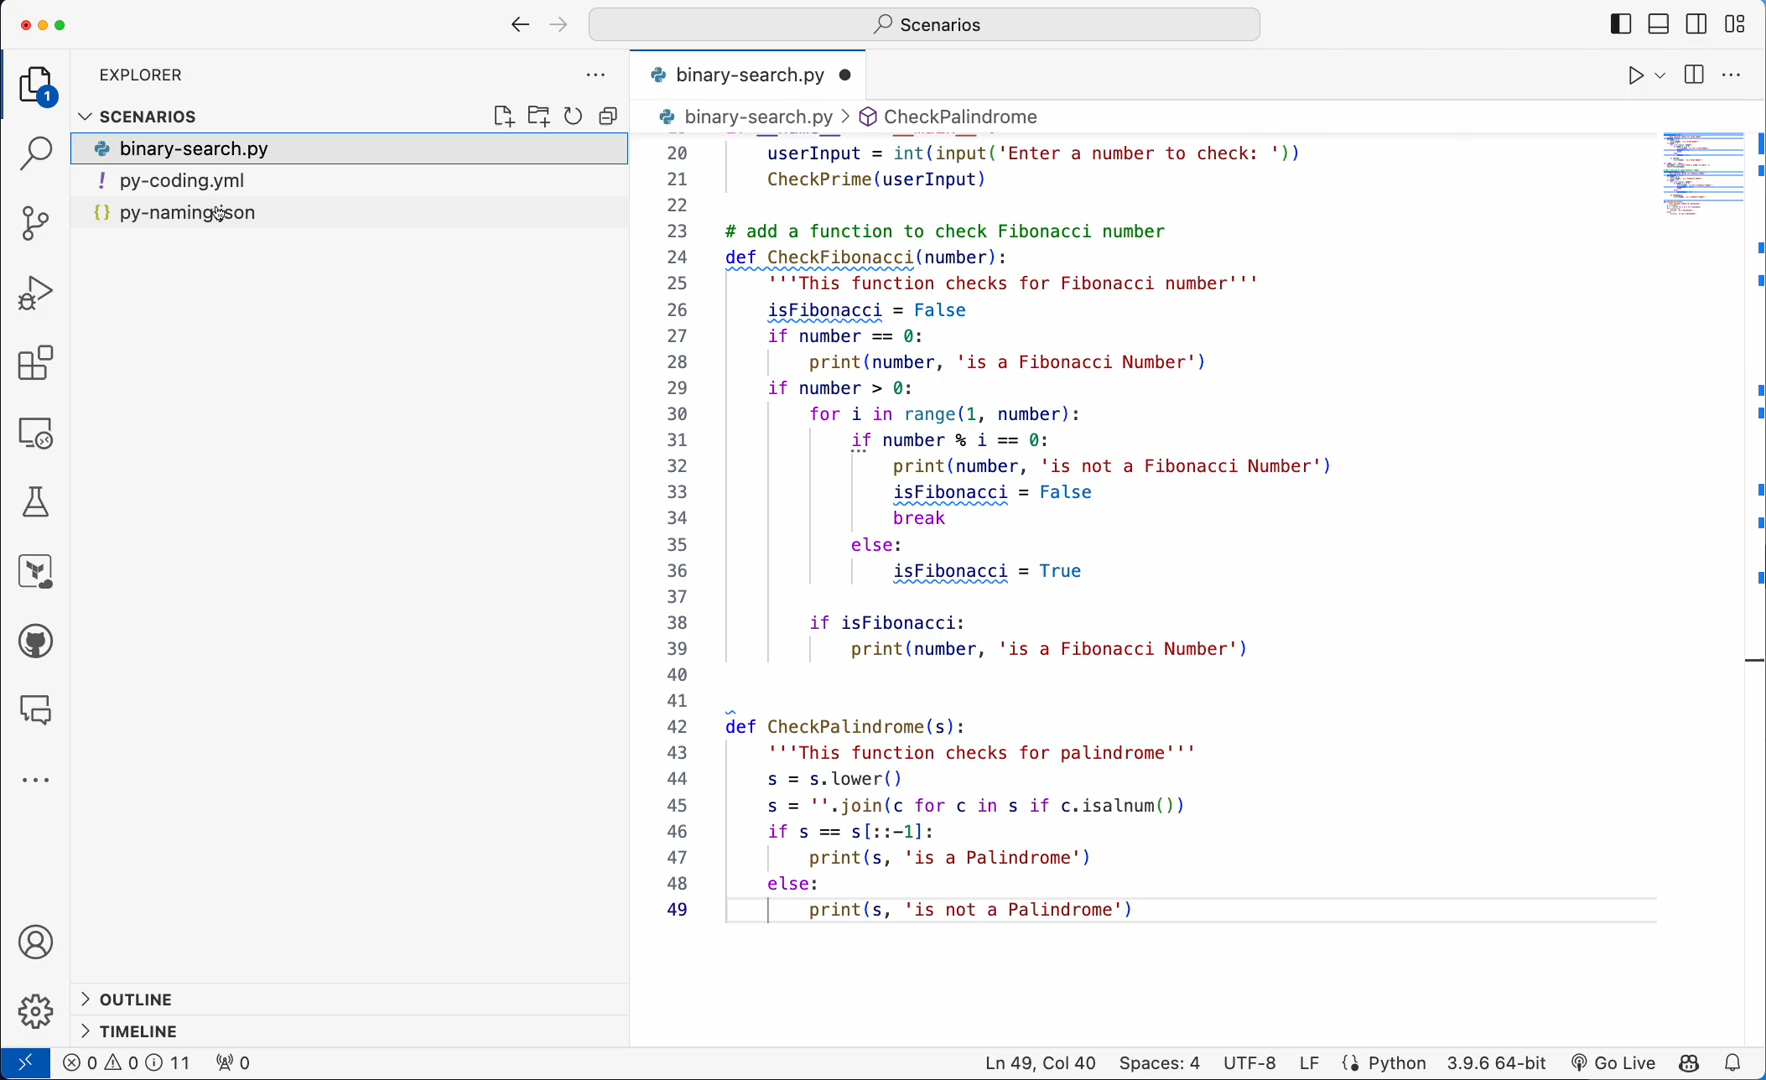 Scenarios
EXPLORER
binary-search.py
1
SCENARIOS
binary-search.py > CheckPalindrome
binary-search.py
! py-coding.yml
{} py-naming.json
20 userInput = int(input('Enter a number to check: '))
21 CheckPrime(userInput)
22
23 # add a function to check Fibonacci number
24 def CheckFibonacci(number):
25 '''This function checks for Fibonacci number'''
26 isFibonacci = False
27 if number == 0:
28 print(number, 'is a Fibonacci Number')
29 if number > 0:
30 for i in range(1, number):
31 if number % i == 0:
32 print(number, 'is not a Fibonacci Number')
33 isFibonacci = False
34 break
35 else:
36 isFibonacci = True
37
38 if isFibonacci:
39 print(number, 'is a Fibonacci Number')
40
41
42 def CheckPalindrome(s):
43 '''This function checks for palindrome'''
44 s = s.lower()
45 s = ''.join(c for c in s if c.isalnum())
46 if s == s[::-1]:
47 print(s, 'is a Palindrome')
48 else:
49 print(s, 'is not a Palindrome')
OUTLINE
TIMELINE
0 0 11 0 Ln 49, Col 40 Spaces: 4 UTF-8 LF Python 3.9.6 64-bit Go Live